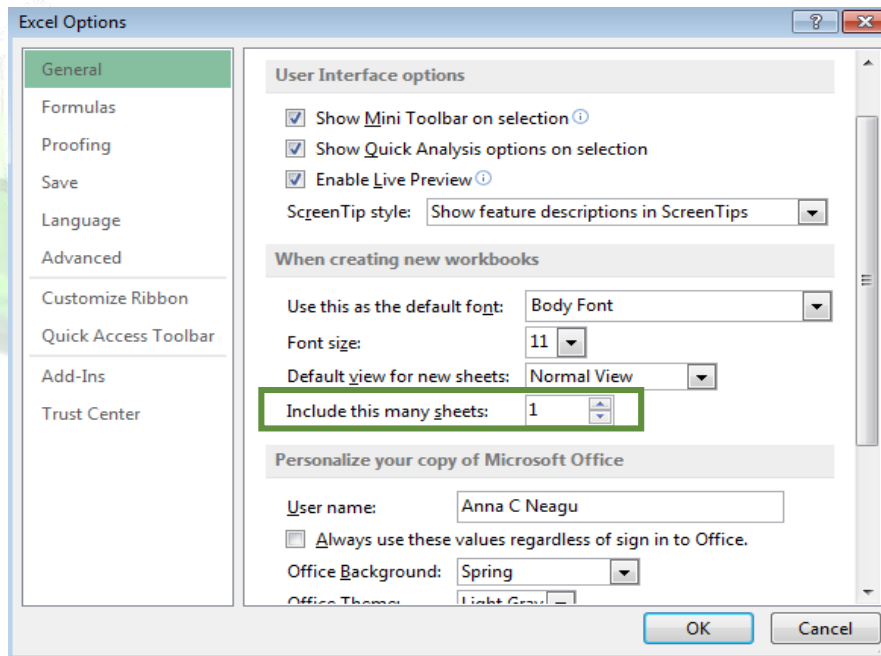 Excel Options
General
Formulas
Proofing
Save
Language
Advanced
Customize Ribbon
Quick Access Toolbar
Add-Ins
Trust Center
User Interface options
Show Mini Toolbar on selection
Show Quick Analysis options on selection
Enable Live Preview
ScreenTip style: Show feature descriptions in ScreenTips
When creating new workbooks
Use this as the default font: Body Font
Font size: 11
Default view for new sheets: Normal View
Include this many sheets: 1
Personalize your copy of Microsoft Office
User name: Anna C Neagu
Always use these values regardless of sign in to Office.
Office Background: Spring
Office Theme: Light Gray
OK Cancel